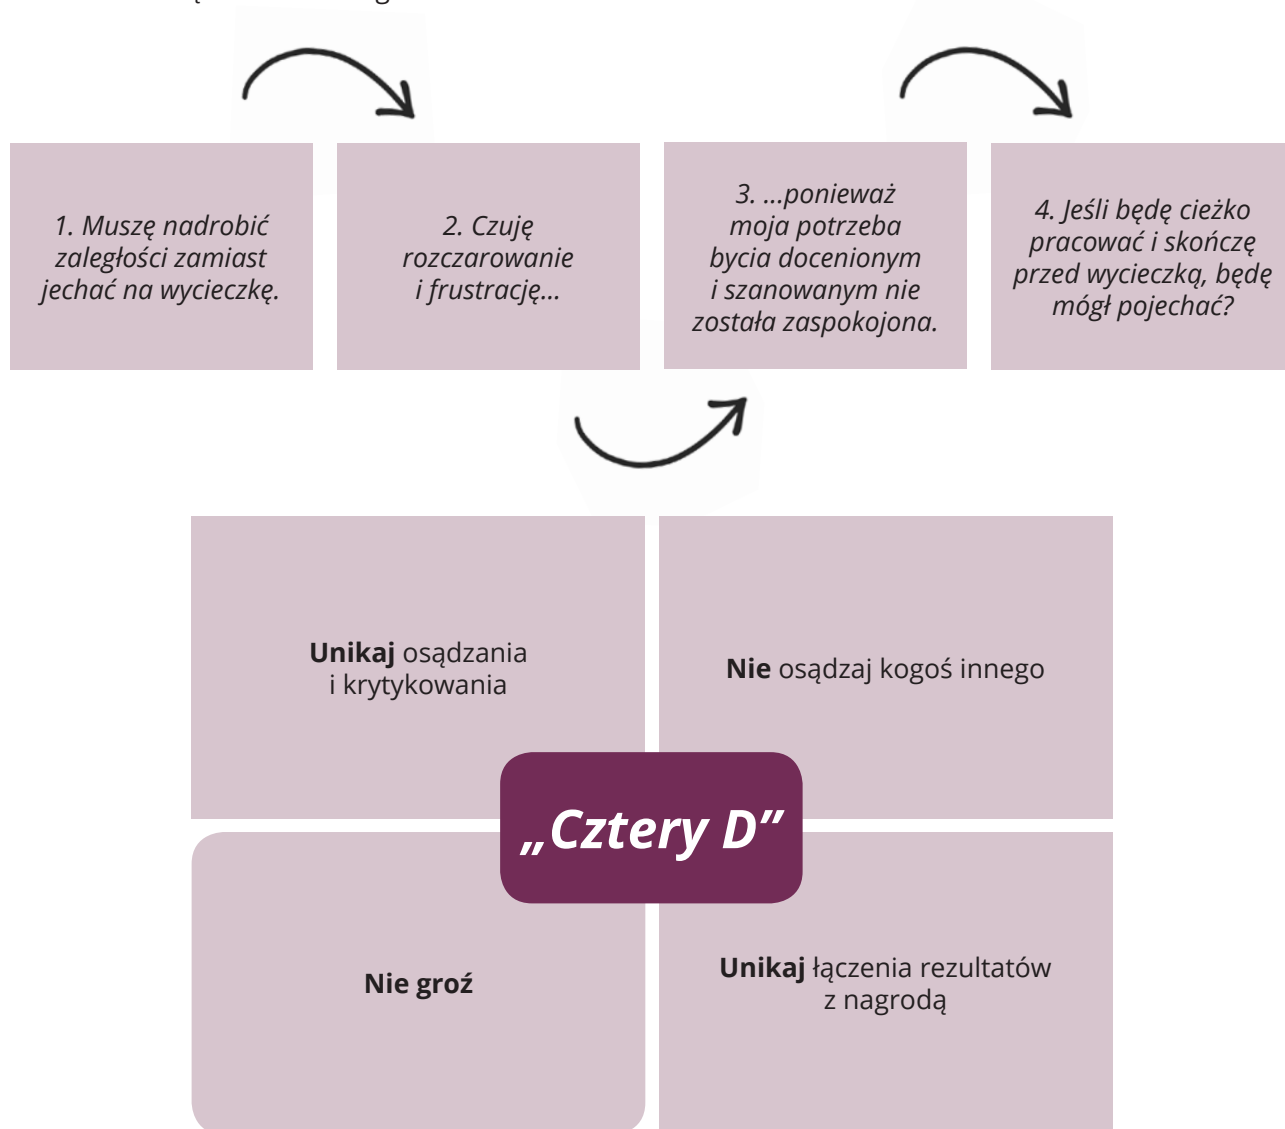 1. Muszę nadrobić
zaległości zamiast
jechać na wycieczkę.
2. Czuję
rozczarowanie
i frustrację...
3. ...ponieważ
moja potrzeba
bycia docenionym
i szanowanym nie
została zaspokojona.
4. Jeśli będę ciężko
pracować i skończę
przed wycieczką, będę
mógł pojechać?
Unikaj osądzania
i krytykowania
Nie osądzaj kogoś innego
„Cztery D”
Nie groź
Unikaj łączenia rezultatów
z nagrodą